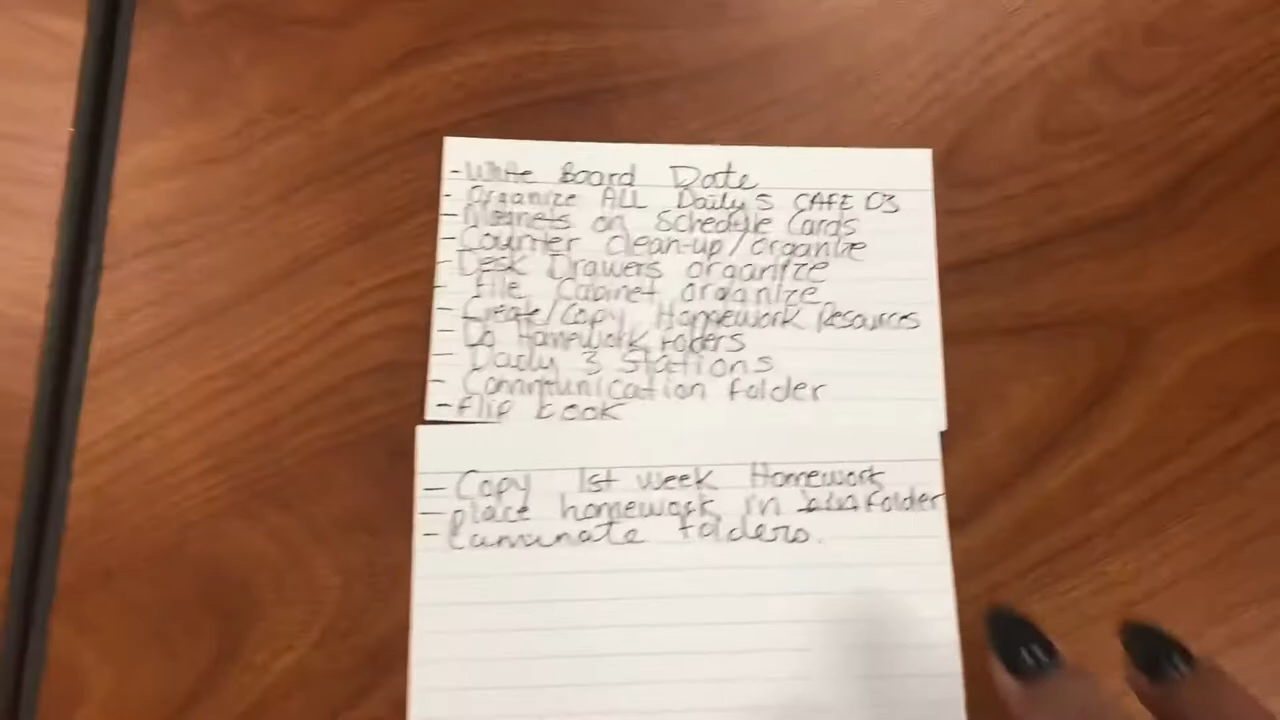 - White Board Date
- Organize ALL Daily 5 CAFE D3
- Magnets on Schedule Cards
- Counter clean-up/organize
- Desk Drawers organize
- File Cabinet organize
- Create/Copy Homework Resources
- Do Homework Folders
- Daily 3 Stations
- Communication folder
- flip book
- Copy 1st week Homework
- place homework in folder
- Laminate folders.